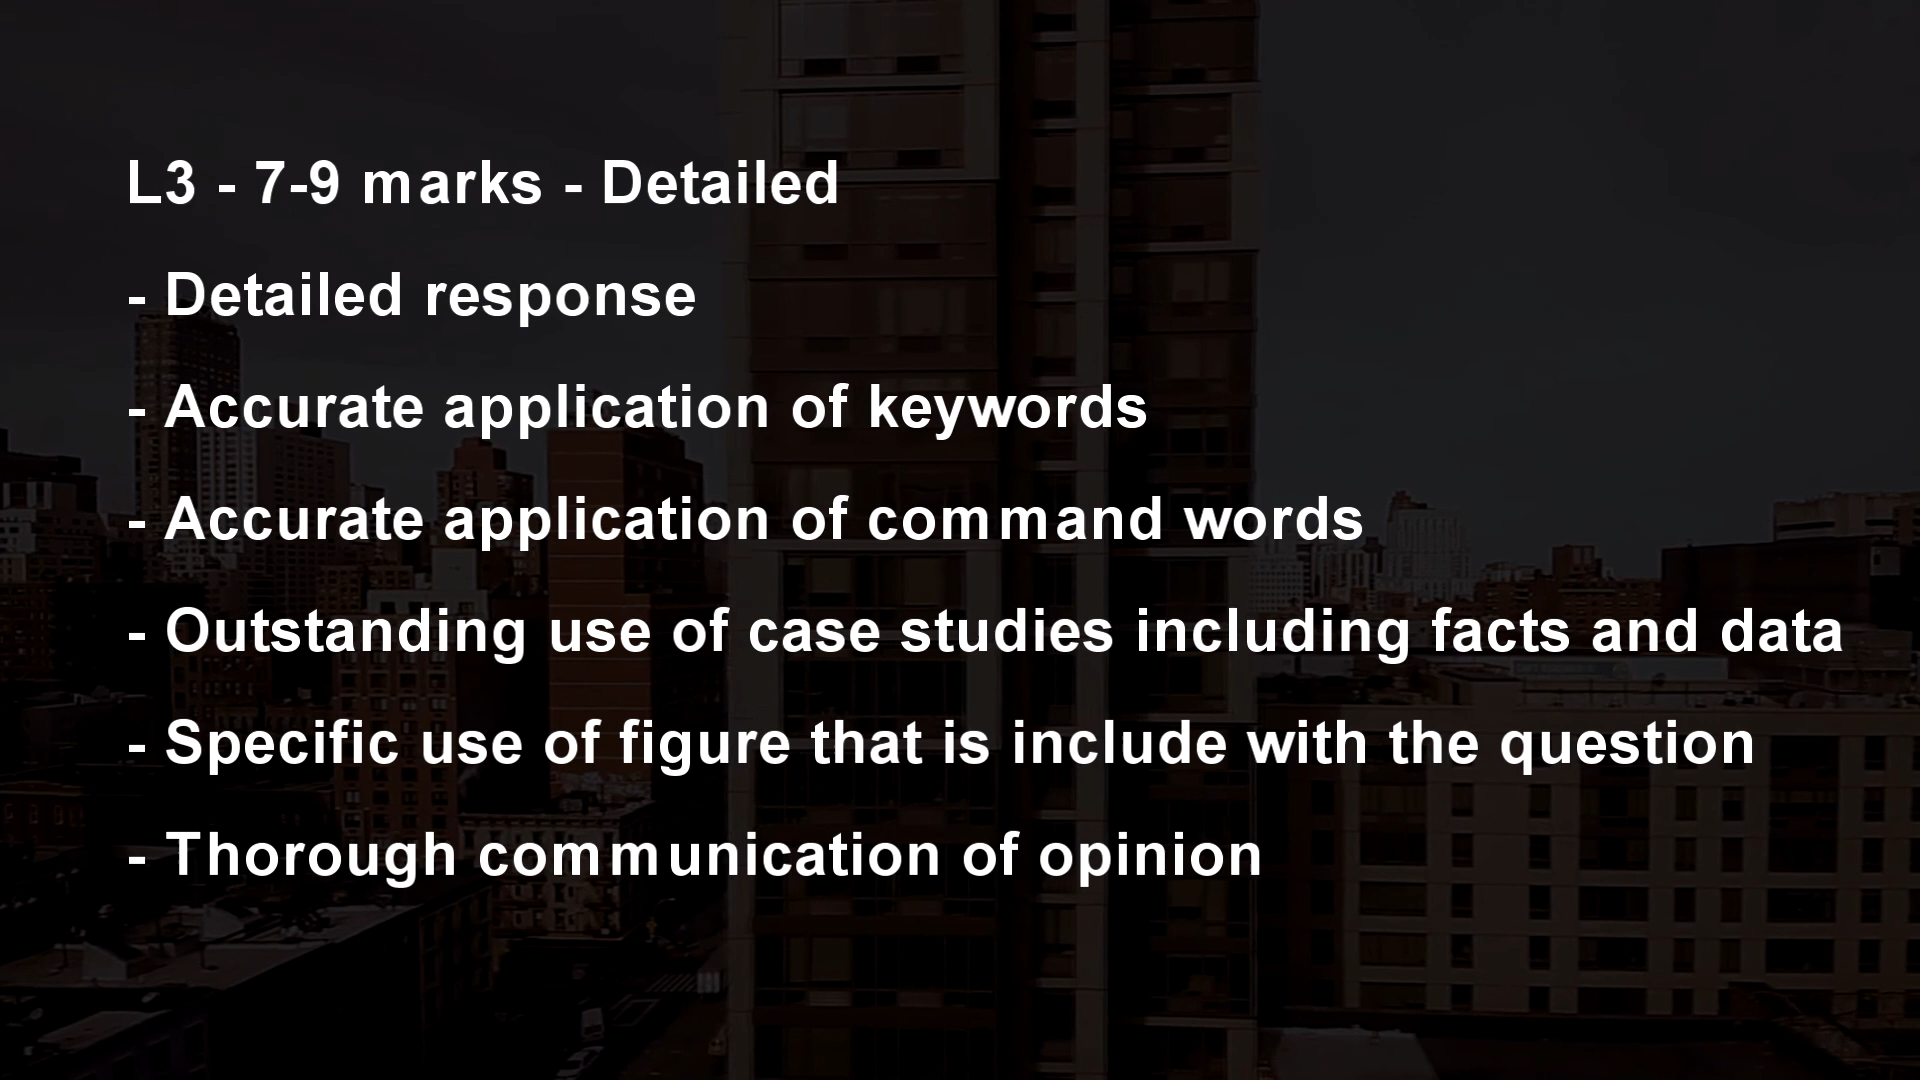 L3 - 7-9 marks - Detailed
- Detailed response
- Accurate application of keywords
- Accurate application of command words
- Outstanding use of case studies including facts and data
- Specific use of figure that is include with the question
- Thorough communication of opinion